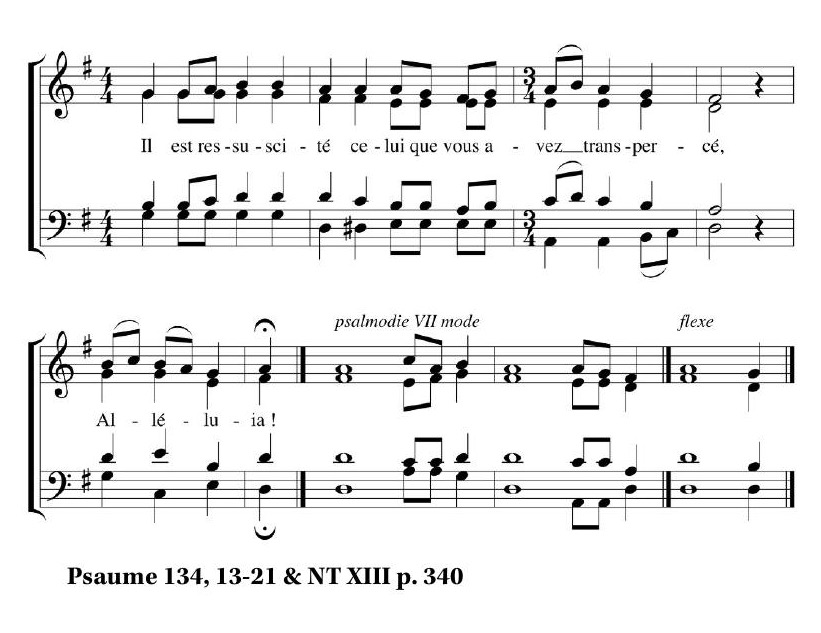 Il est res - su - sci - té ce - lui que vous a - vez trans - per - cé,
psalmodie VII mode flexe
Al - lé - lu - ia !
Psaume 134, 13-21 & NT XIII p. 340